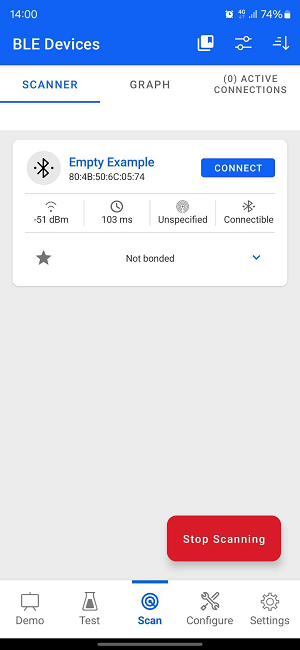 14:00
4G
74%
BLE Devices
SCANNER
GRAPH
(0) ACTIVE
CONNECTIONS
Empty Example
80:4B:50:6C:05:74
CONNECT
-51 dBm
103 ms
Unspecified
Connectible
Not bonded
Stop Scanning
Demo
Test
Scan
Configure
Settings